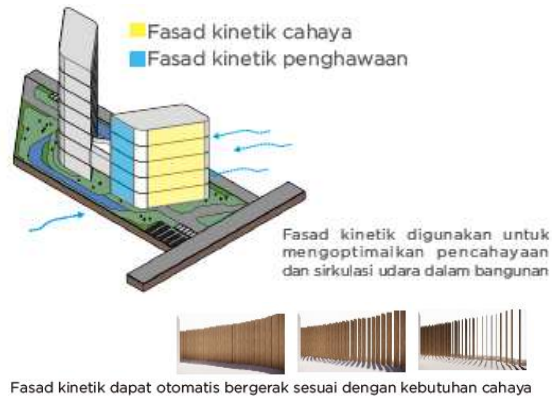 Fasad kinetik cahaya
Fasad kinetik penghawaan
Fasad kinetik digunakan untuk
mengoptimalkan pencahayaan
dan sirkulasi udara dalam bangunan
Fasad kinetik dapat otomatis bergerak sesuai dengan kebutuhan cahaya